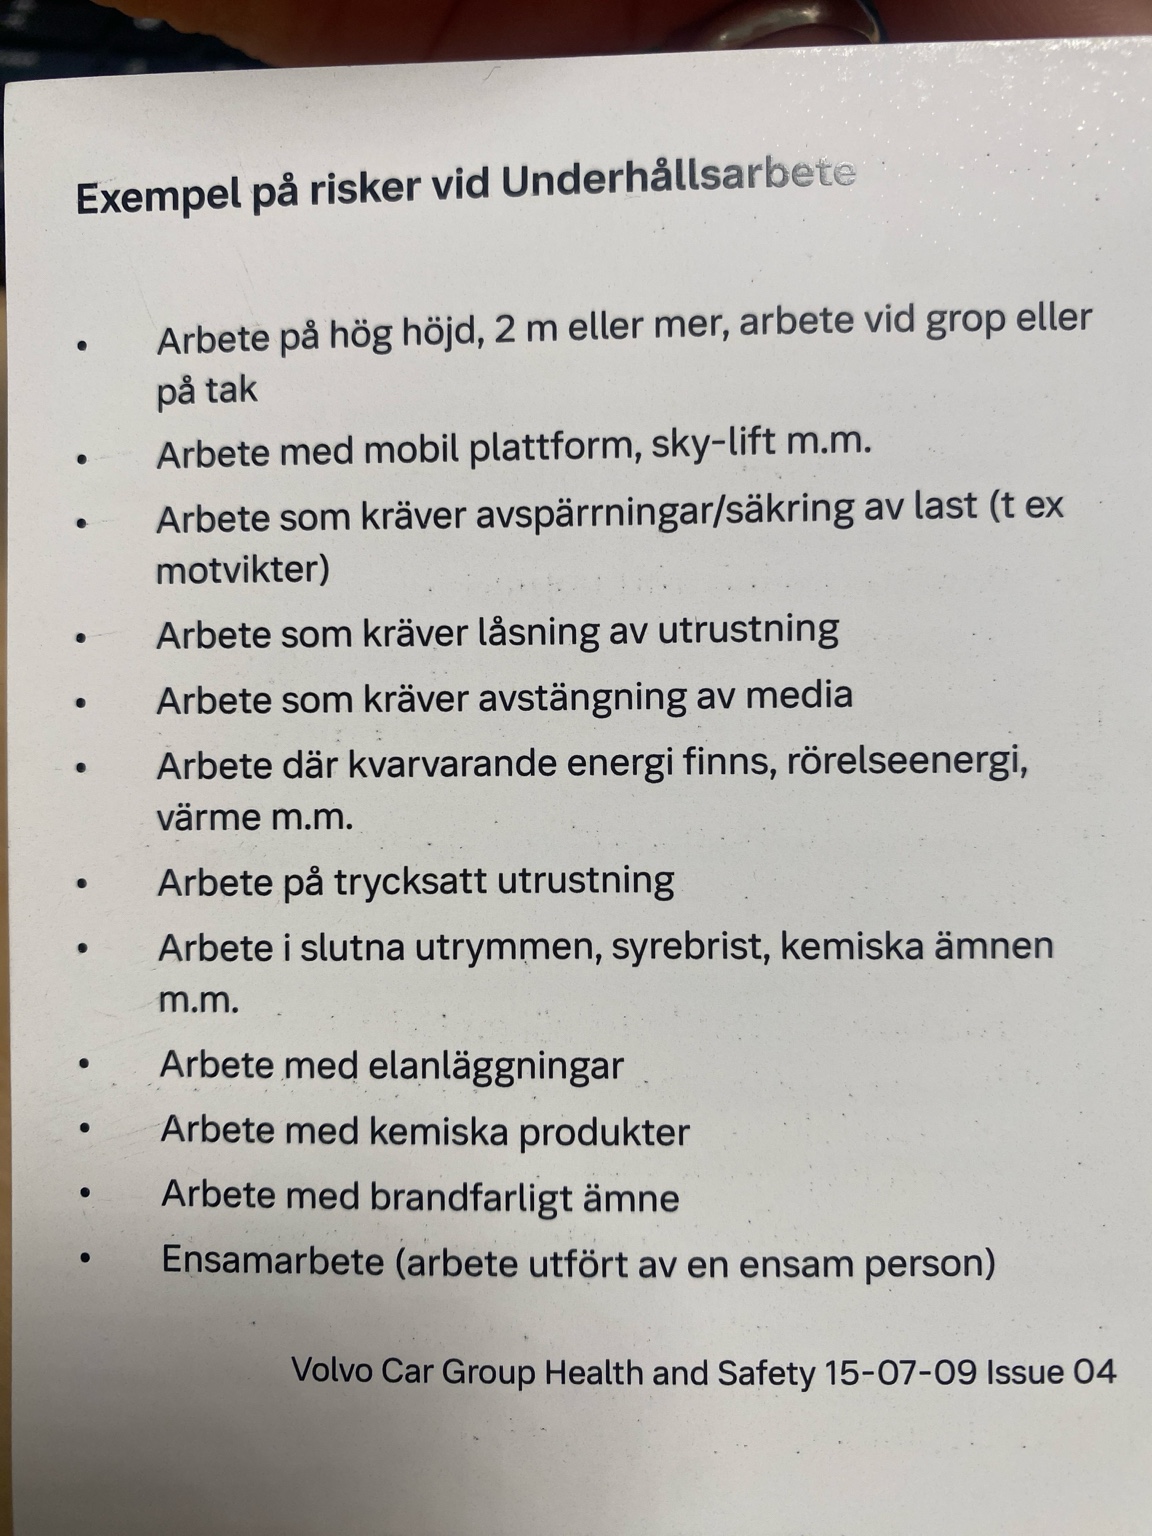 Exempel på risker vid Underhållsarbete
• Arbete på hög höjd, 2 m eller mer, arbete vid grop eller
på tak
• Arbete med mobil plattform, sky-lift m.m.
• Arbete som kräver avspärrningar/säkring av last (t ex
motvikter)
• Arbete som kräver låsning av utrustning
• Arbete som kräver avstängning av media
• Arbete där kvarvarande energi finns, rörelseenergi,
värme m.m.
• Arbete på trycksatt utrustning
• Arbete i slutna utrymmen, syrebrist, kemiska ämnen
m.m.
• Arbete med elanläggningar
• Arbete med kemiska produkter
• Arbete med brandfarligt ämne
• Ensamarbete (arbete utfört av en ensam person)
Volvo Car Group Health and Safety 15-07-09 Issue 04